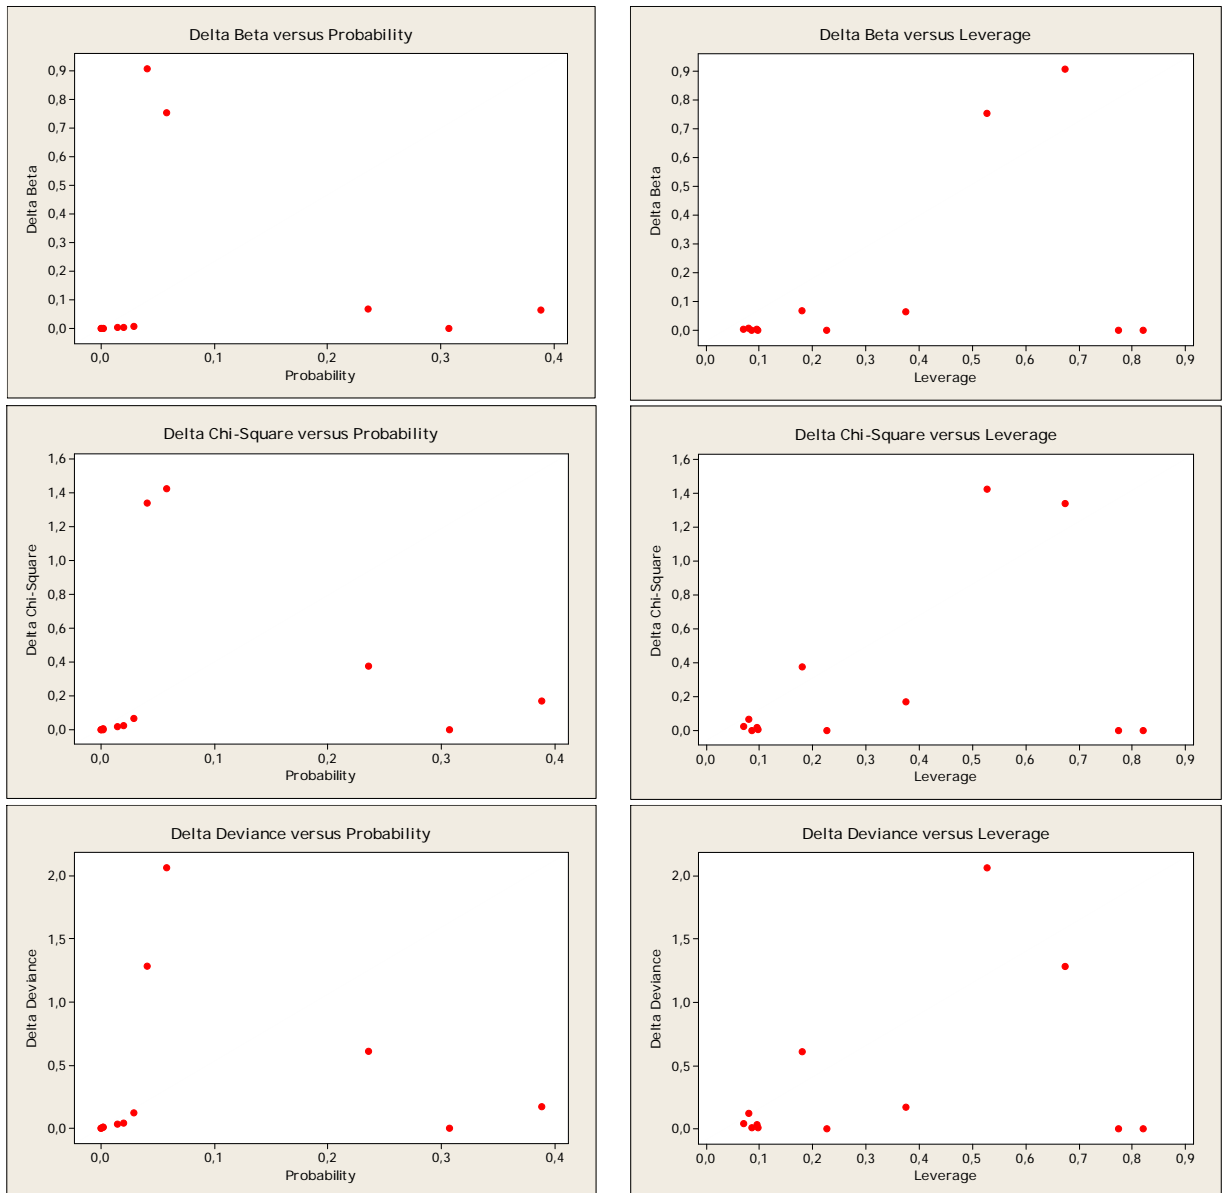 Delta Beta versus Probability
Delta Beta
0,9
0,8
0,7
0,6
0,5
0,4
0,3
0,2
0,1
0,0
0,0 0,1 0,2 0,3 0,4
Probability
Delta Beta versus Leverage
Delta Beta
0,9
0,8
0,7
0,6
0,5
0,4
0,3
0,2
0,1
0,0
0,0 0,1 0,2 0,3 0,4 0,5 0,6 0,7 0,8 0,9
Leverage
Delta Chi-Square versus Probability
Delta Chi-Square
1,6
1,4
1,2
1,0
0,8
0,6
0,4
0,2
0,0
0,0 0,1 0,2 0,3 0,4
Probability
Delta Chi-Square versus Leverage
Delta Chi-Square
1,6
1,4
1,2
1,0
0,8
0,6
0,4
0,2
0,0
0,0 0,1 0,2 0,3 0,4 0,5 0,6 0,7 0,8 0,9
Leverage
Delta Deviance versus Probability
Delta Deviance
2,0
1,5
1,0
0,5
0,0
0,0 0,1 0,2 0,3 0,4
Probability
Delta Deviance versus Leverage
Delta Deviance
2,0
1,5
1,0
0,5
0,0
0,0 0,1 0,2 0,3 0,4 0,5 0,6 0,7 0,8 0,9
Leverage